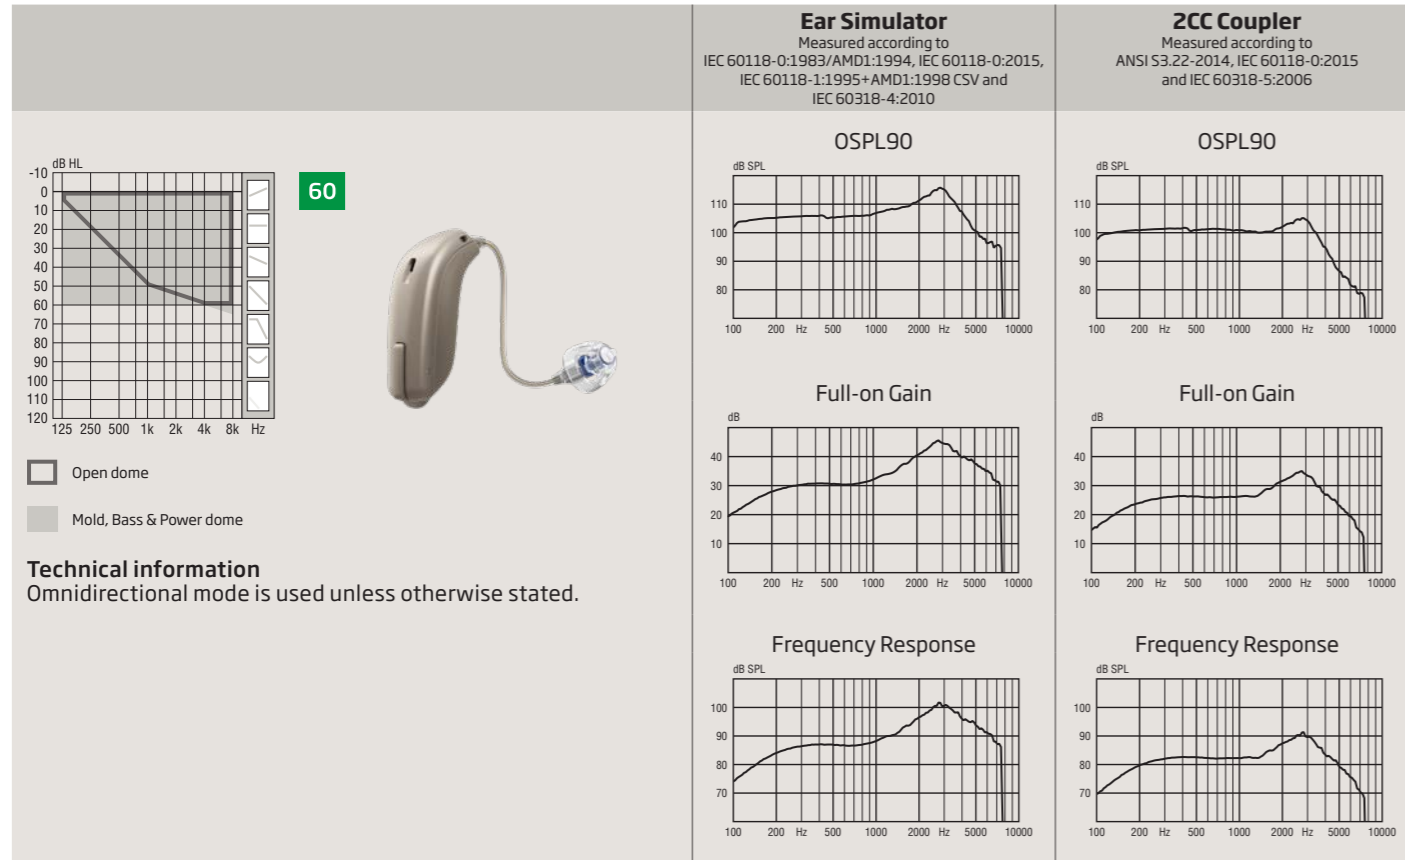 Ear Simulator
Measured according to
IEC 60118-0:1983/AMD1:1994, IEC 60118-0:2015,
IEC 60118-1:1995+AMD1:1998 CSV and
IEC 60318-4:2010
2CC Coupler
Measured according to
ANSI S3.22-2014, IEC 60118-0:2015
and IEC 60318-5:2006
dB HL
-10
0
10
20
30
40
50
60
70
80
90
100
110
120
125 250 500 1k 2k 4k 8k Hz
60
Open dome
Mold, Bass & Power dome
Technical information
Omnidirectional mode is used unless otherwise stated.
OSPL90
dB SPL
110
100
90
80
100 200 Hz 500 1000 2000 Hz 5000 10000
Full-on Gain
dB
40
30
20
10
100 200 Hz 500 1000 2000 Hz 5000 10000
Frequency Response
dB SPL
100
90
80
70
100 200 Hz 500 1000 2000 Hz 5000 10000
OSPL90
dB SPL
110
100
90
80
100 200 Hz 500 1000 2000 Hz 5000 10000
Full-on Gain
dB
40
30
20
10
100 200 Hz 500 1000 2000 Hz 5000 10000
Frequency Response
dB SPL
100
90
80
70
100 200 Hz 500 1000 2000 Hz 5000 10000